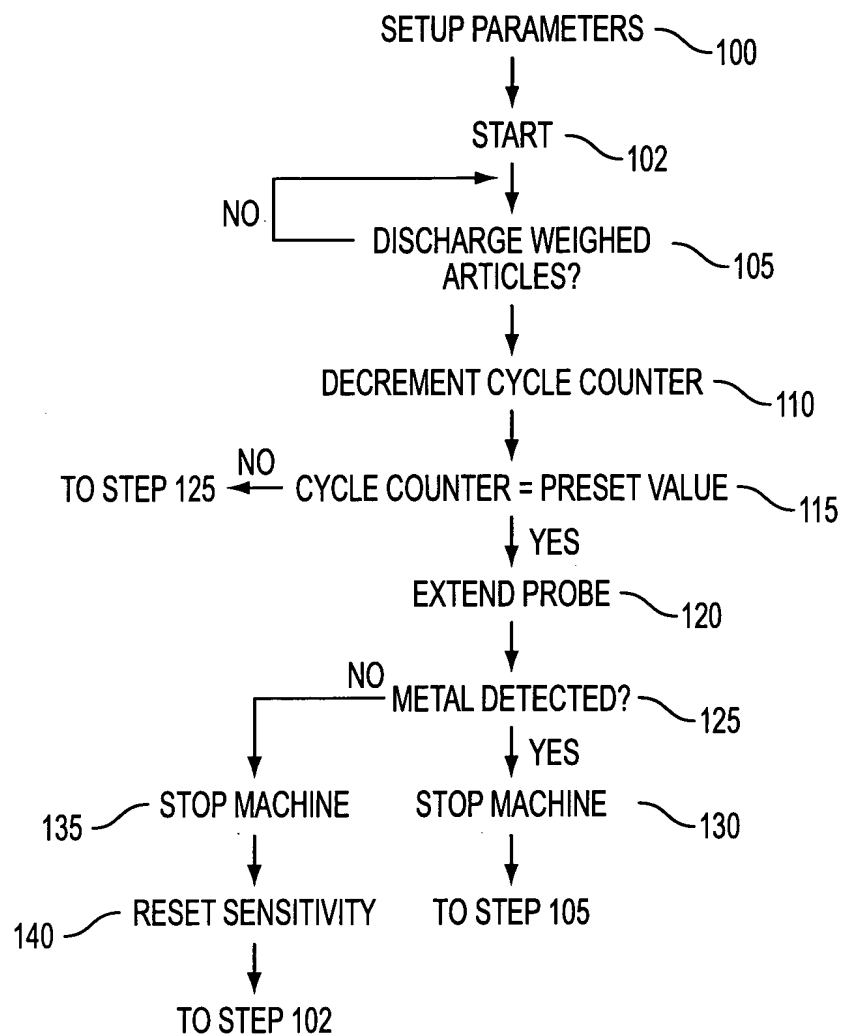 SETUP PARAMETERS 100
START 102
NO
DISCHARGE WEIGHED 105
ARTICLES?
DECREMENT CYCLE COUNTER 110
TO STEP 125 NO CYCLE COUNTER = PRESET VALUE 115
YES
EXTEND PROBE 120
NO
METAL DETECTED? 125
YES
135 STOP MACHINE STOP MACHINE 130
140 RESET SENSITIVITY TO STEP 105
TO STEP 102